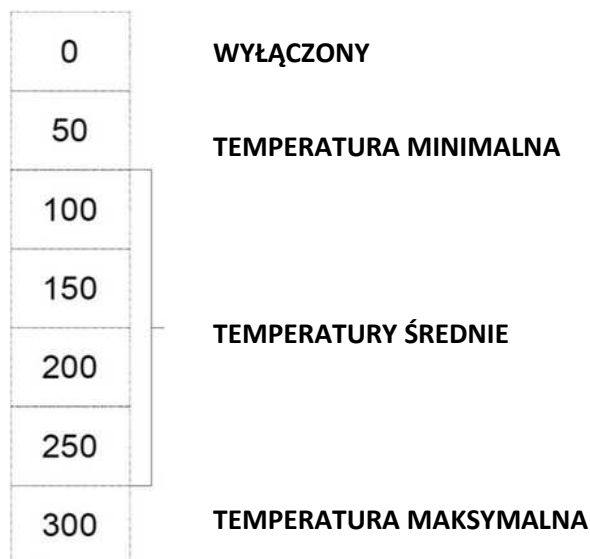 0 WYŁĄCZONY
50 TEMPERATURA MINIMALNA
100
150
TEMPERATURY ŚREDNIE
200
250
300 TEMPERATURA MAKSYMALNA